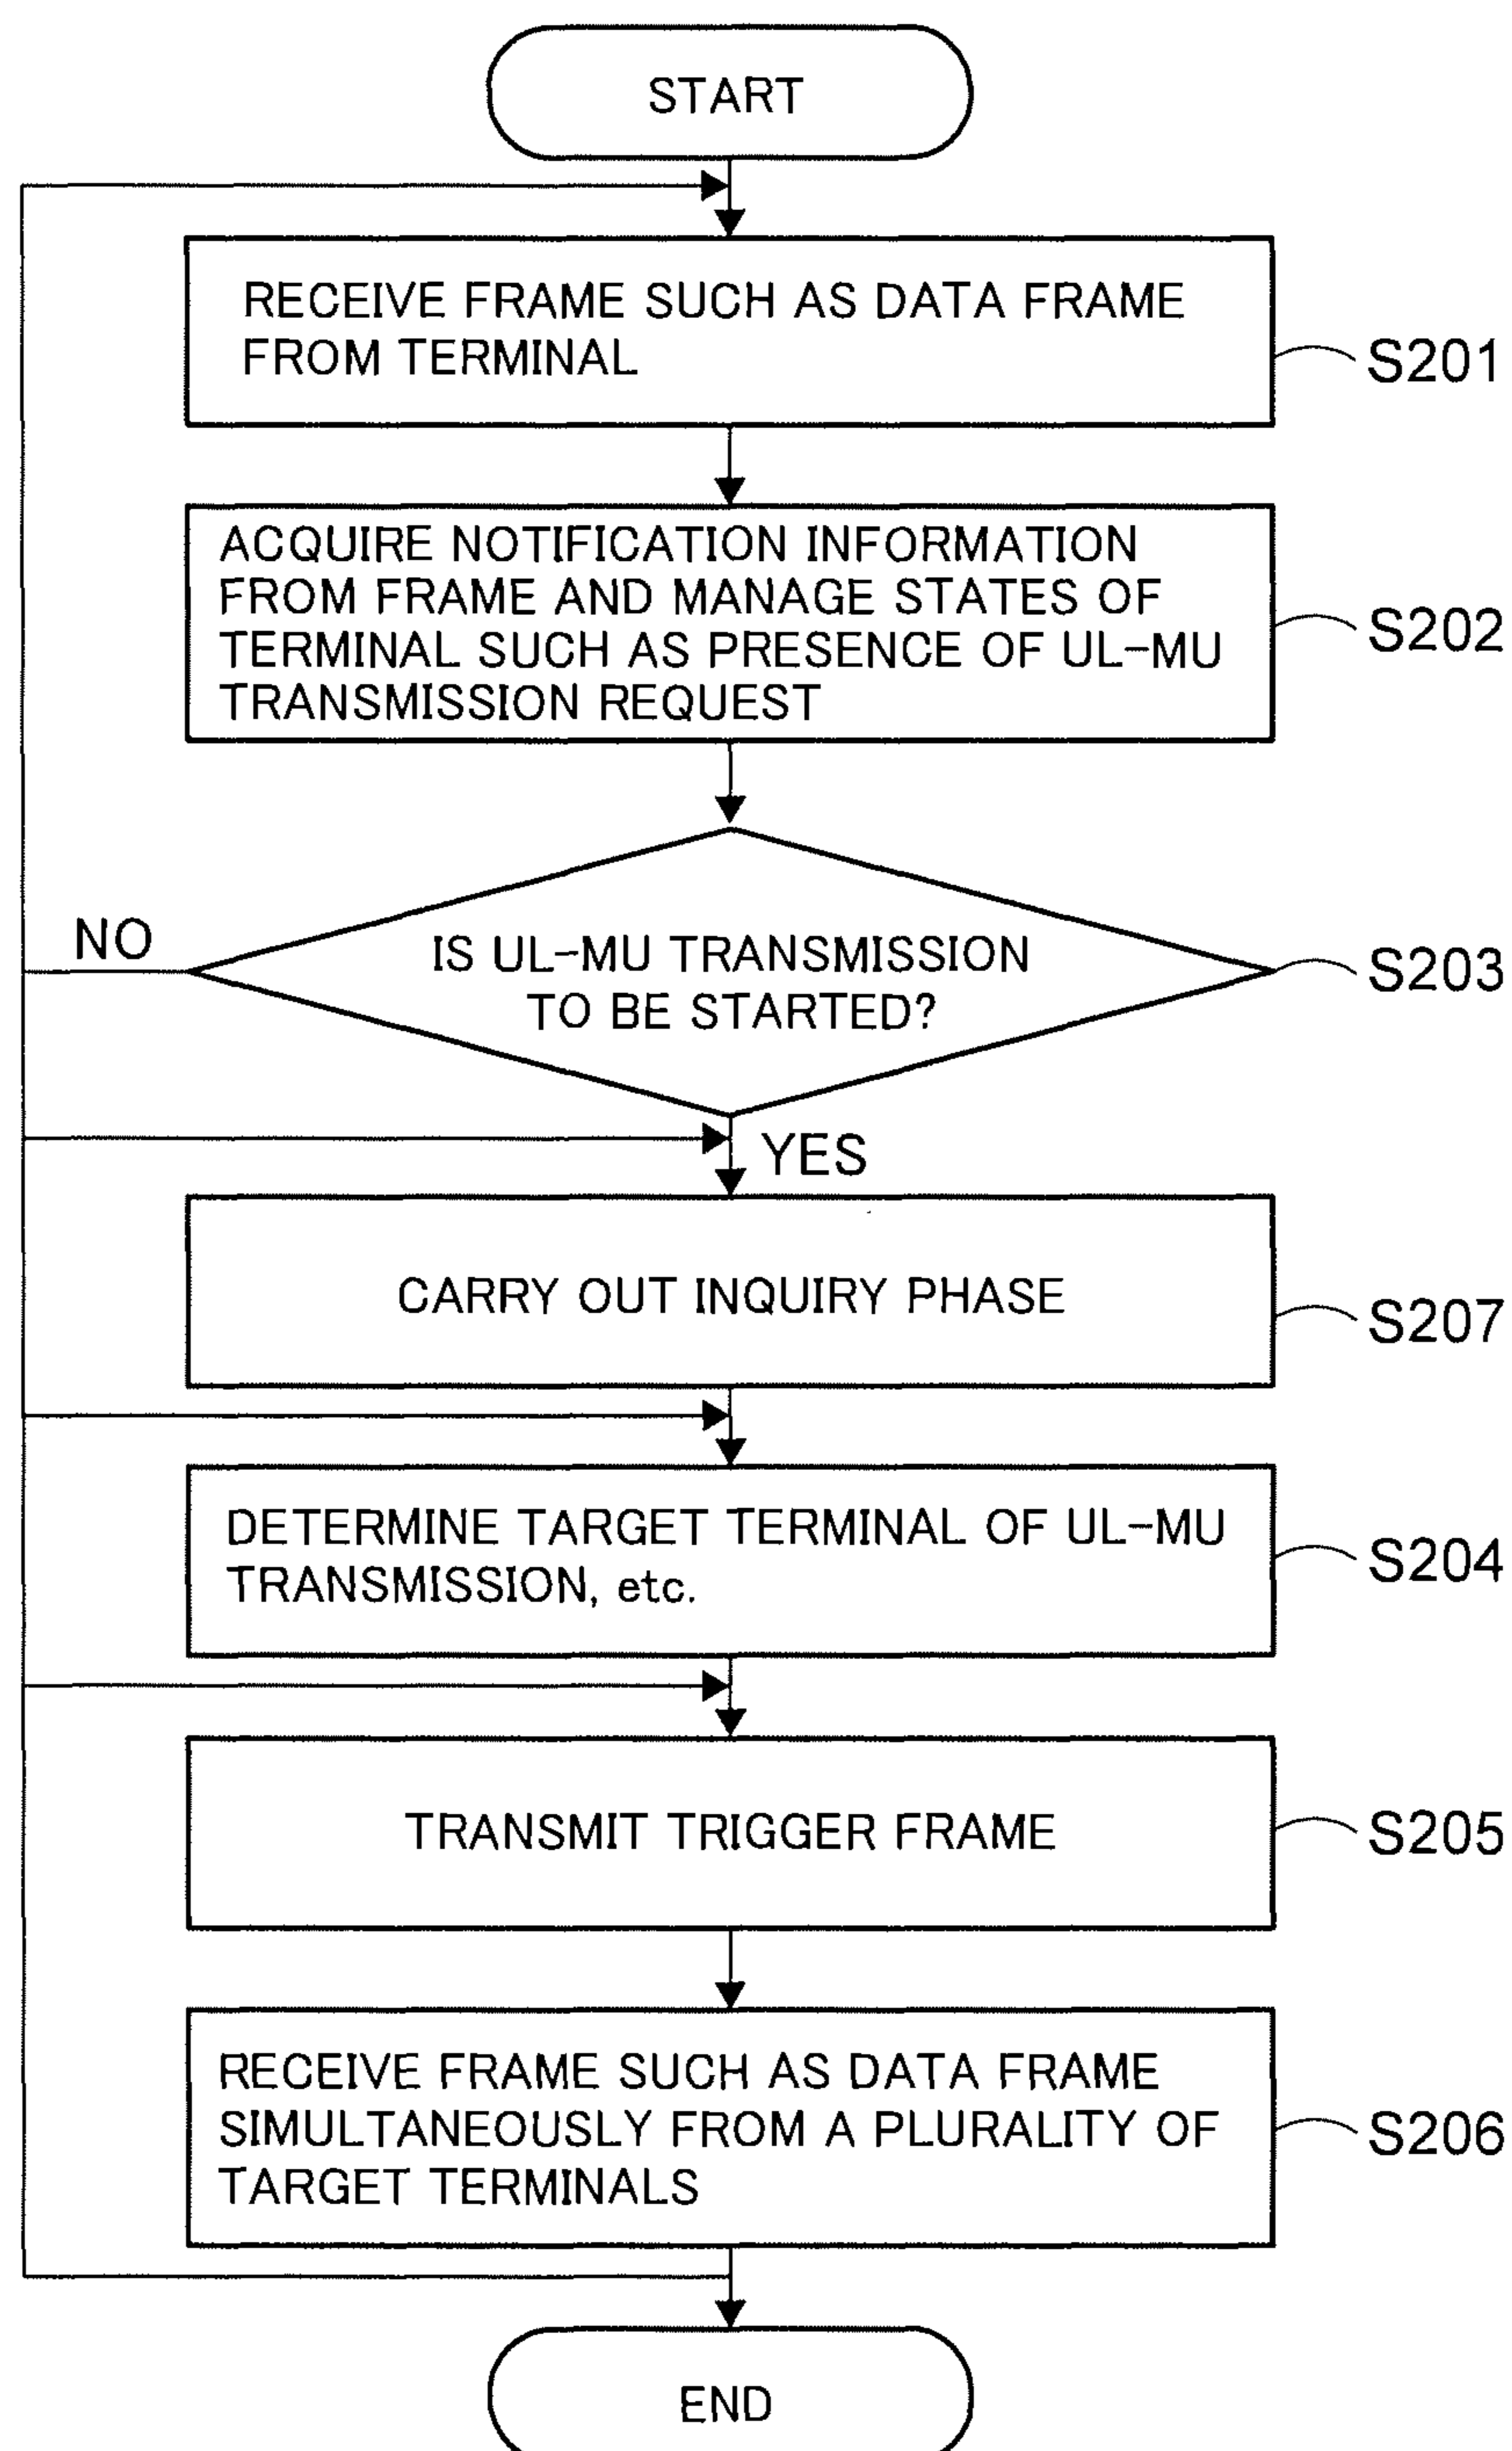 START
RECEIVE FRAME SUCH AS DATA FRAME
FROM TERMINAL
S201
ACQUIRE NOTIFICATION INFORMATION
FROM FRAME AND MANAGE STATES OF
TERMINAL SUCH AS PRESENCE OF UL-MU
TRANSMISSION REQUEST
S202
NO
IS UL-MU TRANSMISSION
TO BE STARTED?
S203
YES
CARRY OUT INQUIRY PHASE
S207
DETERMINE TARGET TERMINAL OF UL-MU
TRANSMISSION, etc.
S204
TRANSMIT TRIGGER FRAME
S205
RECEIVE FRAME SUCH AS DATA FRAME
SIMULTANEOUSLY FROM A PLURALITY OF
TARGET TERMINALS
S206
END